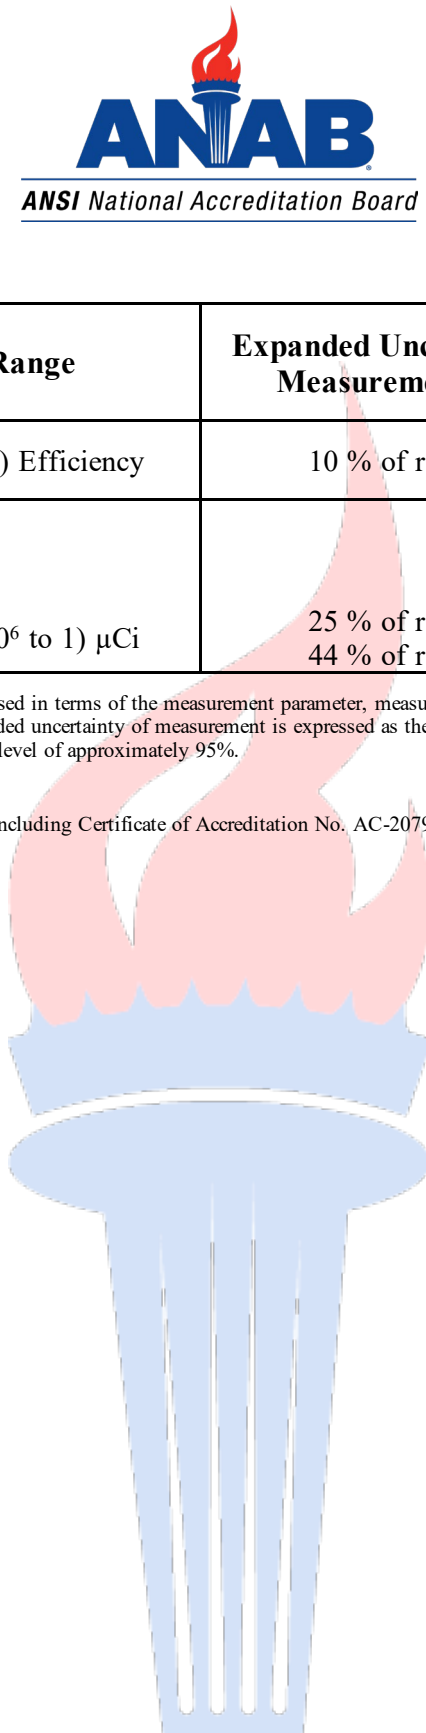 ANAB
ANSI National Accreditation Board
Range
Expanded Unc
Measureme
) Efficiency
10 % of r
0⁶ to 1) µCi
25 % of r
44 % of r
sed in terms of the measurement parameter, measu
ded uncertainty of measurement is expressed as the
level of approximately 95%.
ncluding Certificate of Accreditation No. AC-2079